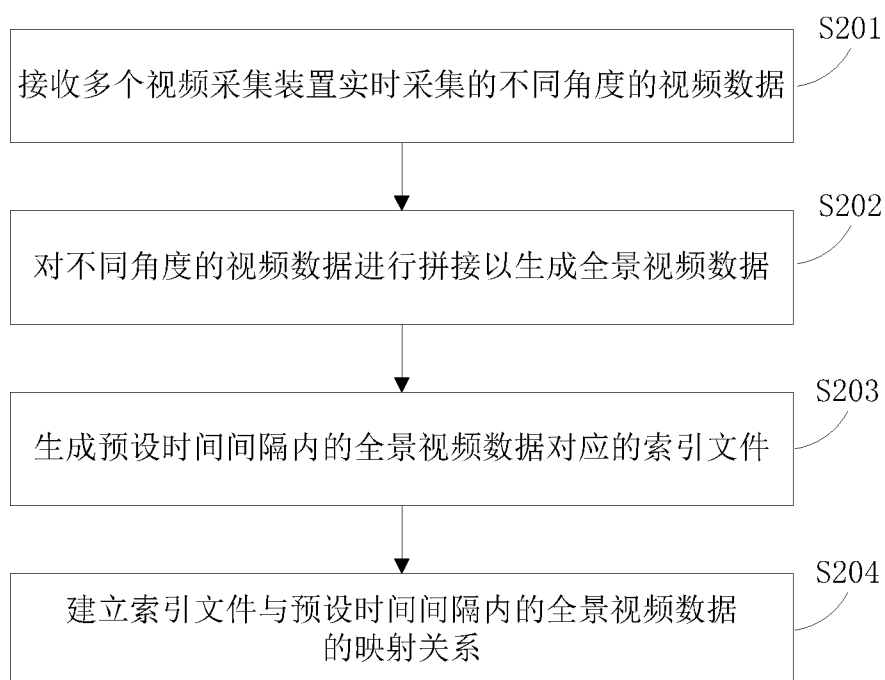 S201
接收多个视频采集装置实时采集的不同角度的视频数据
S202
对不同角度的视频数据进行拼接以生成全景视频数据
S203
生成预设时间间隔内的全景视频数据对应的索引文件
S204
建立索引文件与预设时间间隔内的全景视频数据
的映射关系